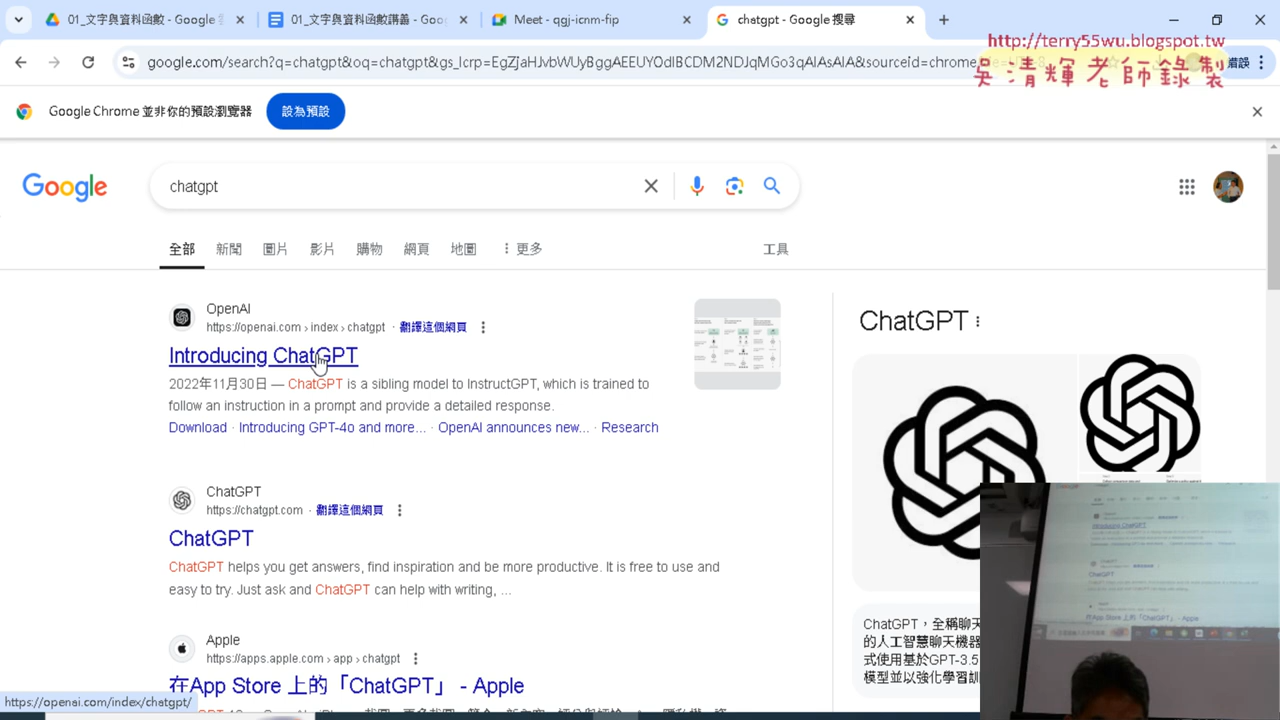 01_文字與資料函數 - Google
01_文字與資料函數講義 - Goo
Meet - qgj-icnm-fip
chatgpt - Google 搜尋
http://terry55wu.blogspot.tw
吳清輝老師錄製
google.com/search?q=chatgpt&oq=chatgpt&gs_lcrp=
Google Chrome 並非你的預設瀏覽器
設為預設
Google
chatgpt
全部
新聞
圖片
影片
購物
網頁
地圖
更多
工具
OpenAI
https://openai.com › index › chatgpt · 翻譯這個網頁
Introducing ChatGPT
2022年11月30日 — ChatGPT is a sibling model to InstructGPT, which is trained to
follow an instruction in a prompt and provide a detailed response.
Download · Introducing GPT-4o and more... · OpenAI announces new... · Research
ChatGPT
https://chatgpt.com · 翻譯這個網頁
ChatGPT
ChatGPT helps you get answers, find inspiration and be more productive. It is free to use and
easy to try. Just ask and ChatGPT can help with writing, ...
Apple
https://apps.apple.com › app › chatgpt
在App Store 上的「ChatGPT」 - Apple
https://openai.com/index/chatgpt/
ChatGPT
ChatGPT，全稱聊天
的人工智慧聊天機器
式使用基於GPT-3.5
模型並以強化學習訓